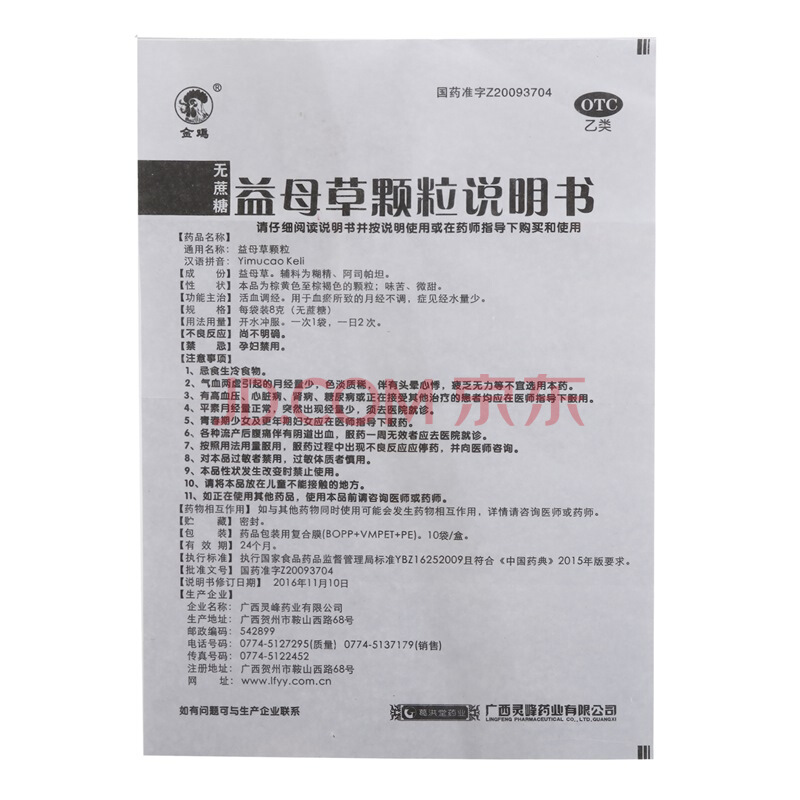 ®
金鸡
国药准字Z20093704
OTC
乙类
无蔗糖
益母草颗粒说明书
请仔细阅读说明书并按说明使用或在药师指导下购买和使用
【药品名称】
通用名称：益母草颗粒
汉语拼音：Yimucao Keli
【成 份】 益母草。辅料为糊精、阿司帕坦。
【性 状】 本品为棕黄色至棕褐色的颗粒；味苦、微甜。
【功能主治】 活血调经。用于血瘀所致的月经不调，症见经水量少。
【规 格】 每袋装8克（无蔗糖）
【用法用量】 开水冲服。一次1袋，一日2次。
【不良反应】 尚不明确。
【禁 忌】 孕妇禁用。
【注意事项】
1、忌食生冷食物。
2、气血两虚引起的月经量少，色淡质稀，伴有头晕心悸，疲乏无力等不宜选用本药。
3、有高血压、心脏病、肾病、糖尿病或正在接受其他治疗的患者均应在医师指导下服用。
4、平素月经量正常，突然出现经量少，须去医院就诊。
5、青春期少女及更年期妇女应在医师指导下服药。
6、各种流产后腹痛伴有阴道出血，服药一周无效者应去医院就诊。
7、按照用法用量服用，服药过程中出现不良反应应停药，并向医师咨询。
8、对本品过敏者禁用，过敏体质者慎用。
9、本品性状发生改变时禁止使用。
10、请将本品放在儿童不能接触的地方。
11、如正在使用其他药品，使用本品前请咨询医师或药师。
【药物相互作用】 如与其他药物同时使用可能会发生药物相互作用，详情请咨询医师或药师。
【贮 藏】 密封。
【包 装】 药品包装用复合膜(BOPP+VMPET+PE)。10袋/盒。
【有 效 期】 24个月。
【执行标准】 执行国家食品药品监督管理局标准YBZ16252009且符合《中国药典》2015年版要求。
【批准文号】 国药准字Z20093704
【说明书修订日期】 2016年11月10日
【生产企业】
企业名称：广西灵峰药业有限公司
生产地址：广西贺州市鞍山西路68号
邮政编码：542899
电话号码：0774-5127295(质量) 0774-5137179(销售)
传真号码：0774-5122452
注册地址：广西贺州市鞍山西路68号
网 址：www.lfyy.com.cn
如有问题可与生产企业联系
葛洪堂药业
广西灵峰药业有限公司
LINGFENG PHARMACEUTICAL CO.,LTD,GUANGXI
JD.COM 京东